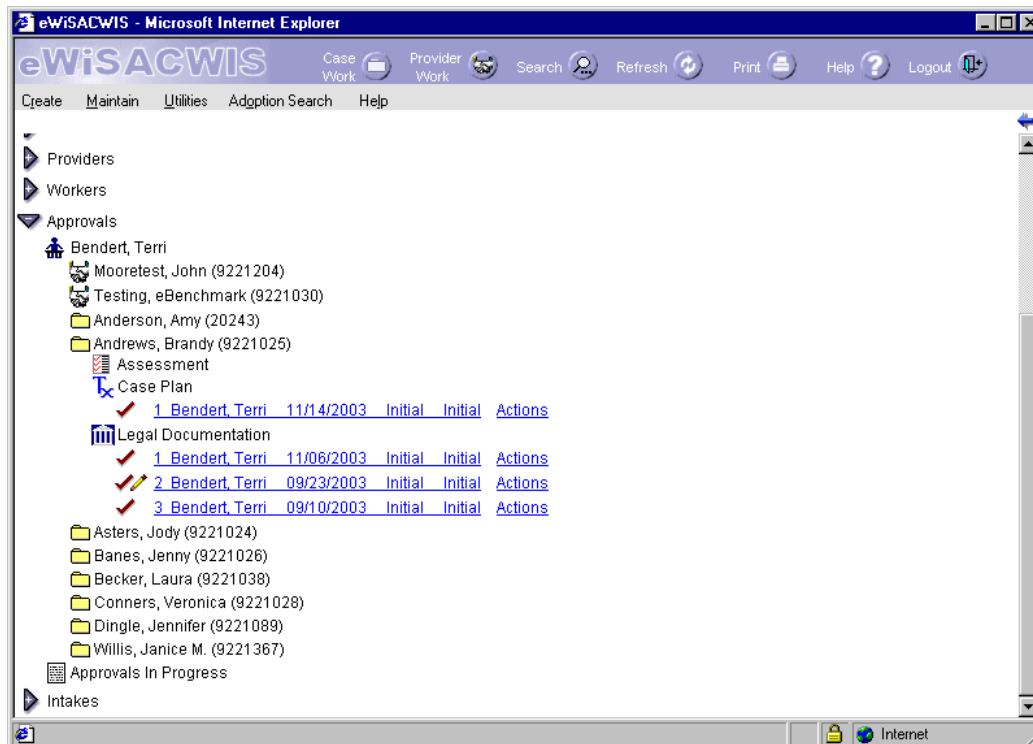 eWiSACWIS - Microsoft Internet Explorer
eWiSACWIS Case Work Provider Work Search Refresh Print Help Logout
Create Maintain Utilities Adoption Search Help
Providers
Workers
Approvals
Bendert, Terri
Mooretest, John (9221204)
Testing, eBenchmark (9221030)
Anderson, Amy (20243)
Andrews, Brandy (9221025)
Assessment
Tx Case Plan
1 Bendert, Terri 11/14/2003 Initial Initial Actions
Legal Documentation
1 Bendert, Terri 11/06/2003 Initial Initial Actions
2 Bendert, Terri 09/23/2003 Initial Initial Actions
3 Bendert, Terri 09/10/2003 Initial Initial Actions
Asters, Jody (9221024)
Banes, Jenny (9221026)
Becker, Laura (9221038)
Conners, Veronica (9221028)
Dingle, Jennifer (9221089)
Willis, Janice M. (9221367)
Approvals In Progress
Intakes
Internet